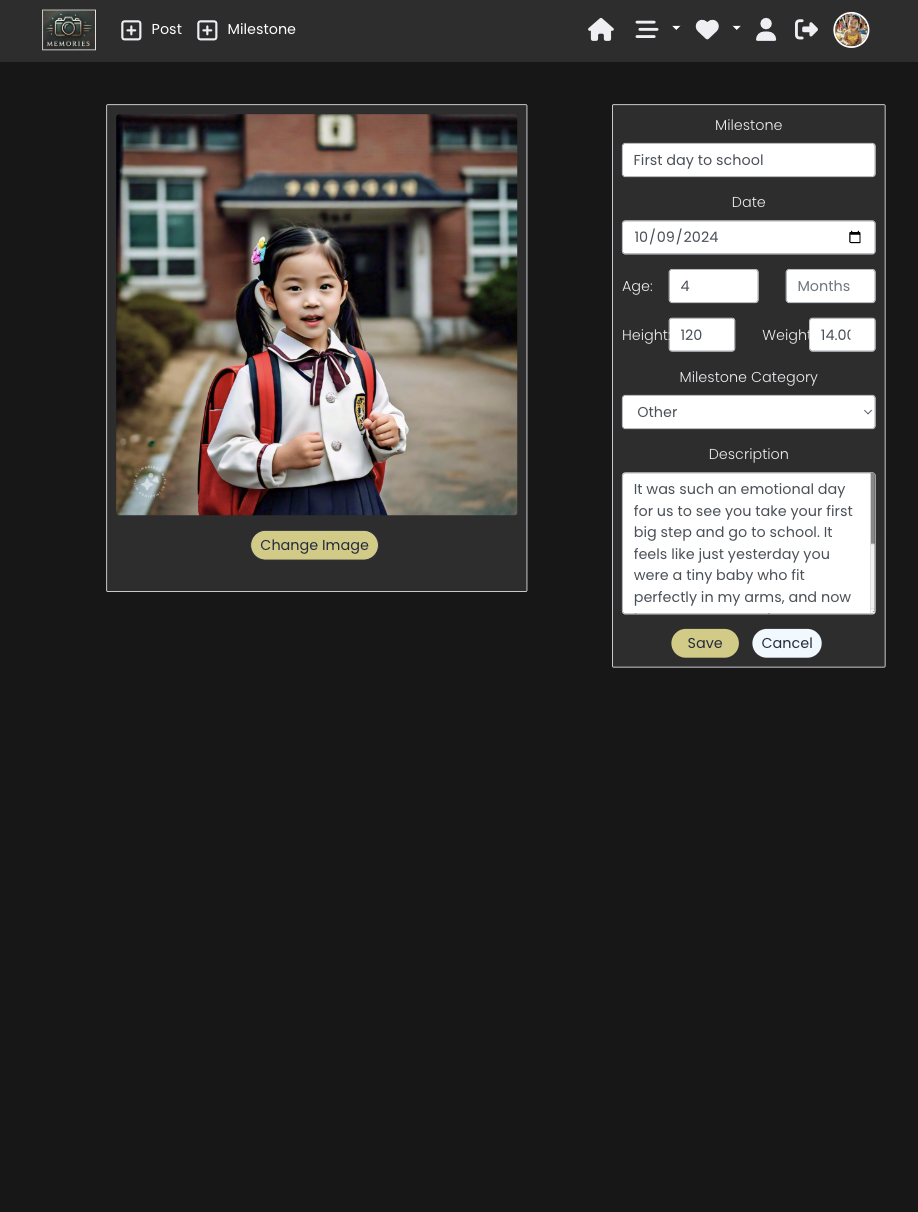 MEMORIES
Post
Milestone
Change Image
Milestone
First day to school
Date
10/09/2024
Age:
4
Months
Height
120
Weight
14.0
Milestone Category
Other
Description
It was such an emotional day
for us to see you take your first
big step and go to school. It
feels like just yesterday you
were a tiny baby who fit
perfectly in my arms, and now
Save
Cancel